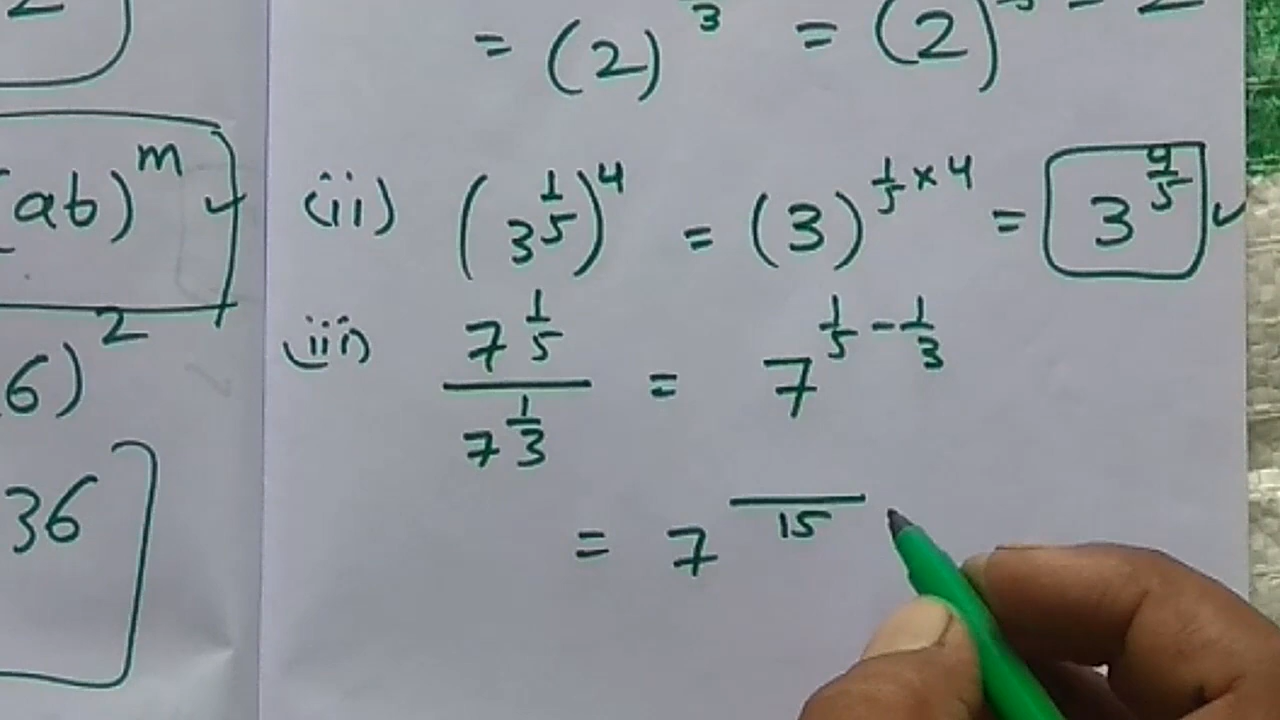 = (2) 3 = (2)
(ab)^m
(ii) (3^{1/5})^4 = (3)^{1/5 × 4} = 3^{4/5}
6)^2
(iii) 7^{1/5} / 7^{1/3} = 7^{1/5 - 1/3}
36
= 7^{ /15}